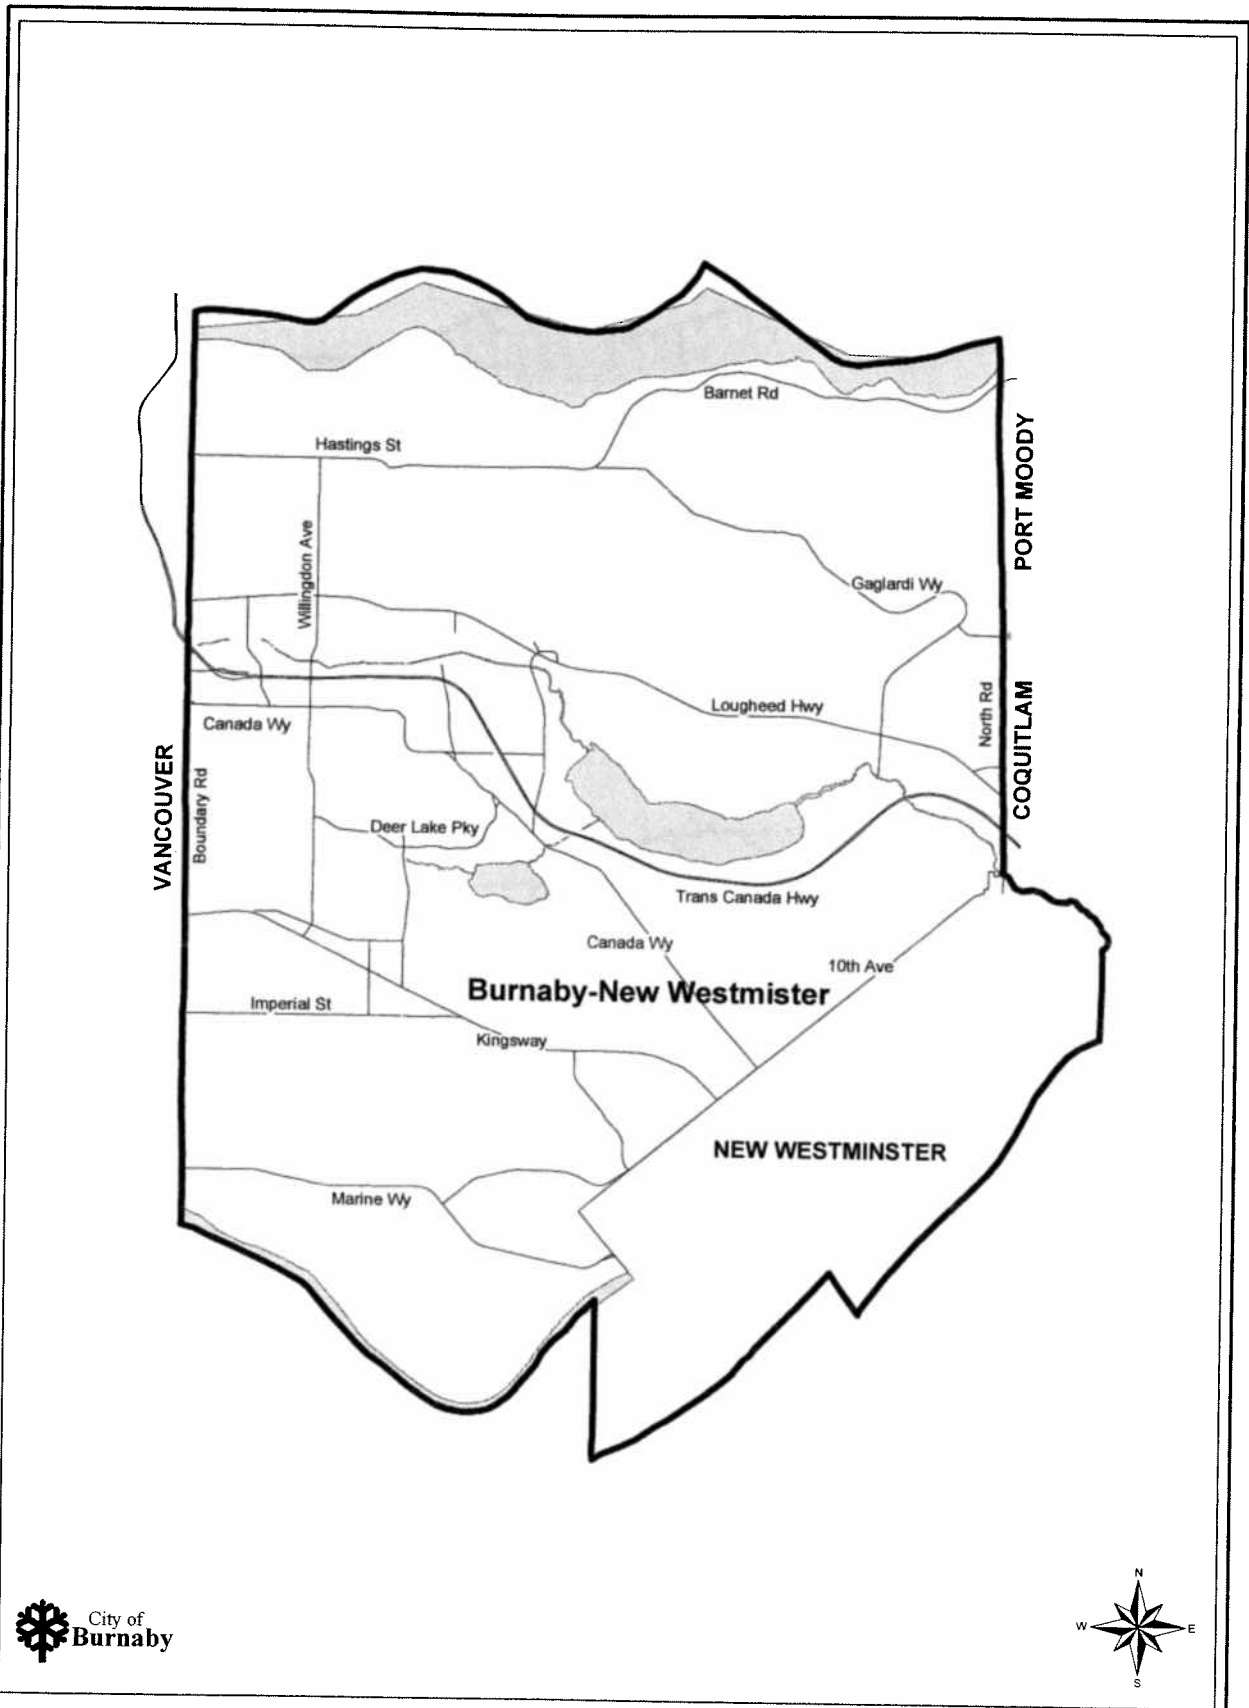 Barnet Rd
Hastings St
PORT MOODY
Willingdon Ave
Gaglardi Wy
Lougheed Hwy
North Rd
COQUITLAM
Canada Wy
VANCOUVER
Boundary Rd
Deer Lake Pky
Trans Canada Hwy
Canada Wy
10th Ave
Burnaby-New Westmister
Imperial St
Kingsway
NEW WESTMINSTER
Marine Wy
City of
Burnaby
N
W
E
S